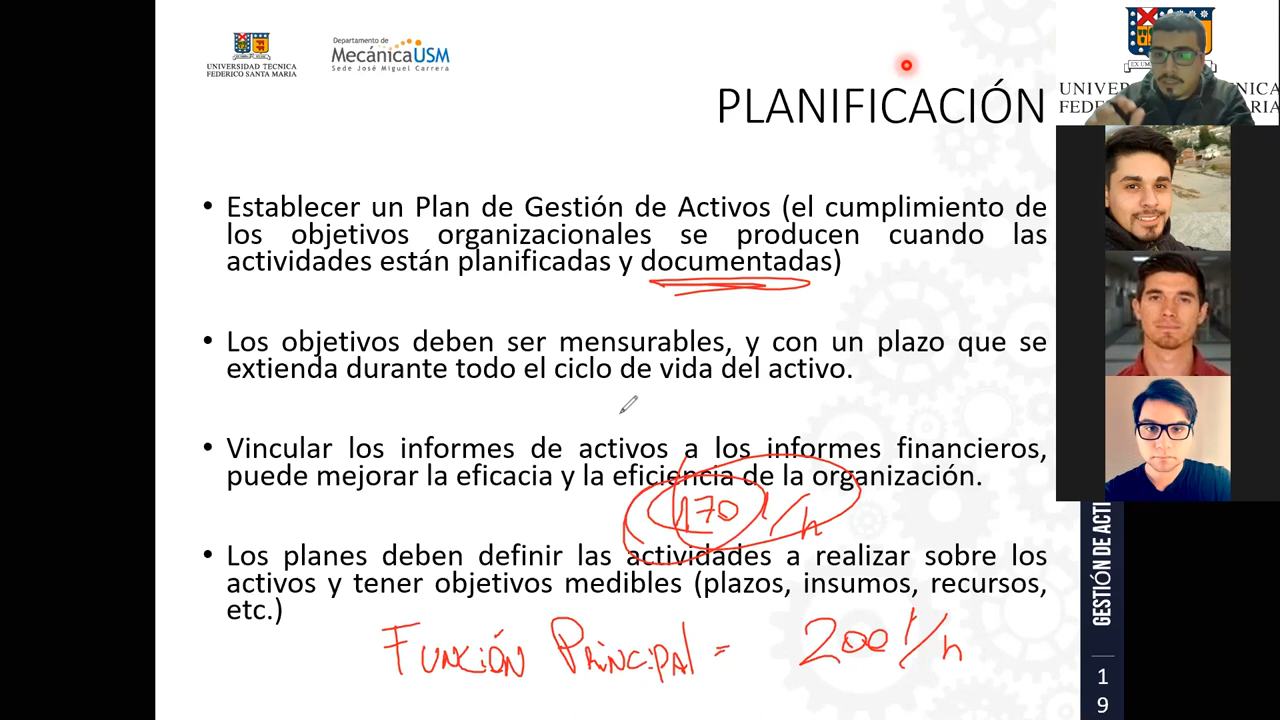 UNIVERSIDAD TECNICA
FEDERICO SANTA MARIA
Departamento de
MecánicaUSM
Sede José Miguel Carrera
PLANIFICACIÓN
• Establecer un Plan de Gestión de Activos (el cumplimiento de
los objetivos organizacionales se producen cuando las
actividades están planificadas y documentadas)
• Los objetivos deben ser mensurables, y con un plazo que se
extienda durante todo el ciclo de vida del activo.
• Vincular los informes de activos a los informes financieros,
puede mejorar la eficacia y la eficiencia de la organización.
170 /h
• Los planes deben definir las actividades a realizar sobre los
activos y tener objetivos medibles (plazos, insumos, recursos,
etc.)
FUNCIÓN PRINCIPAL = 200 t/h
UNIVER
NICA
FEDERICO
ARIA
GESTIÓN DE ACTI
19